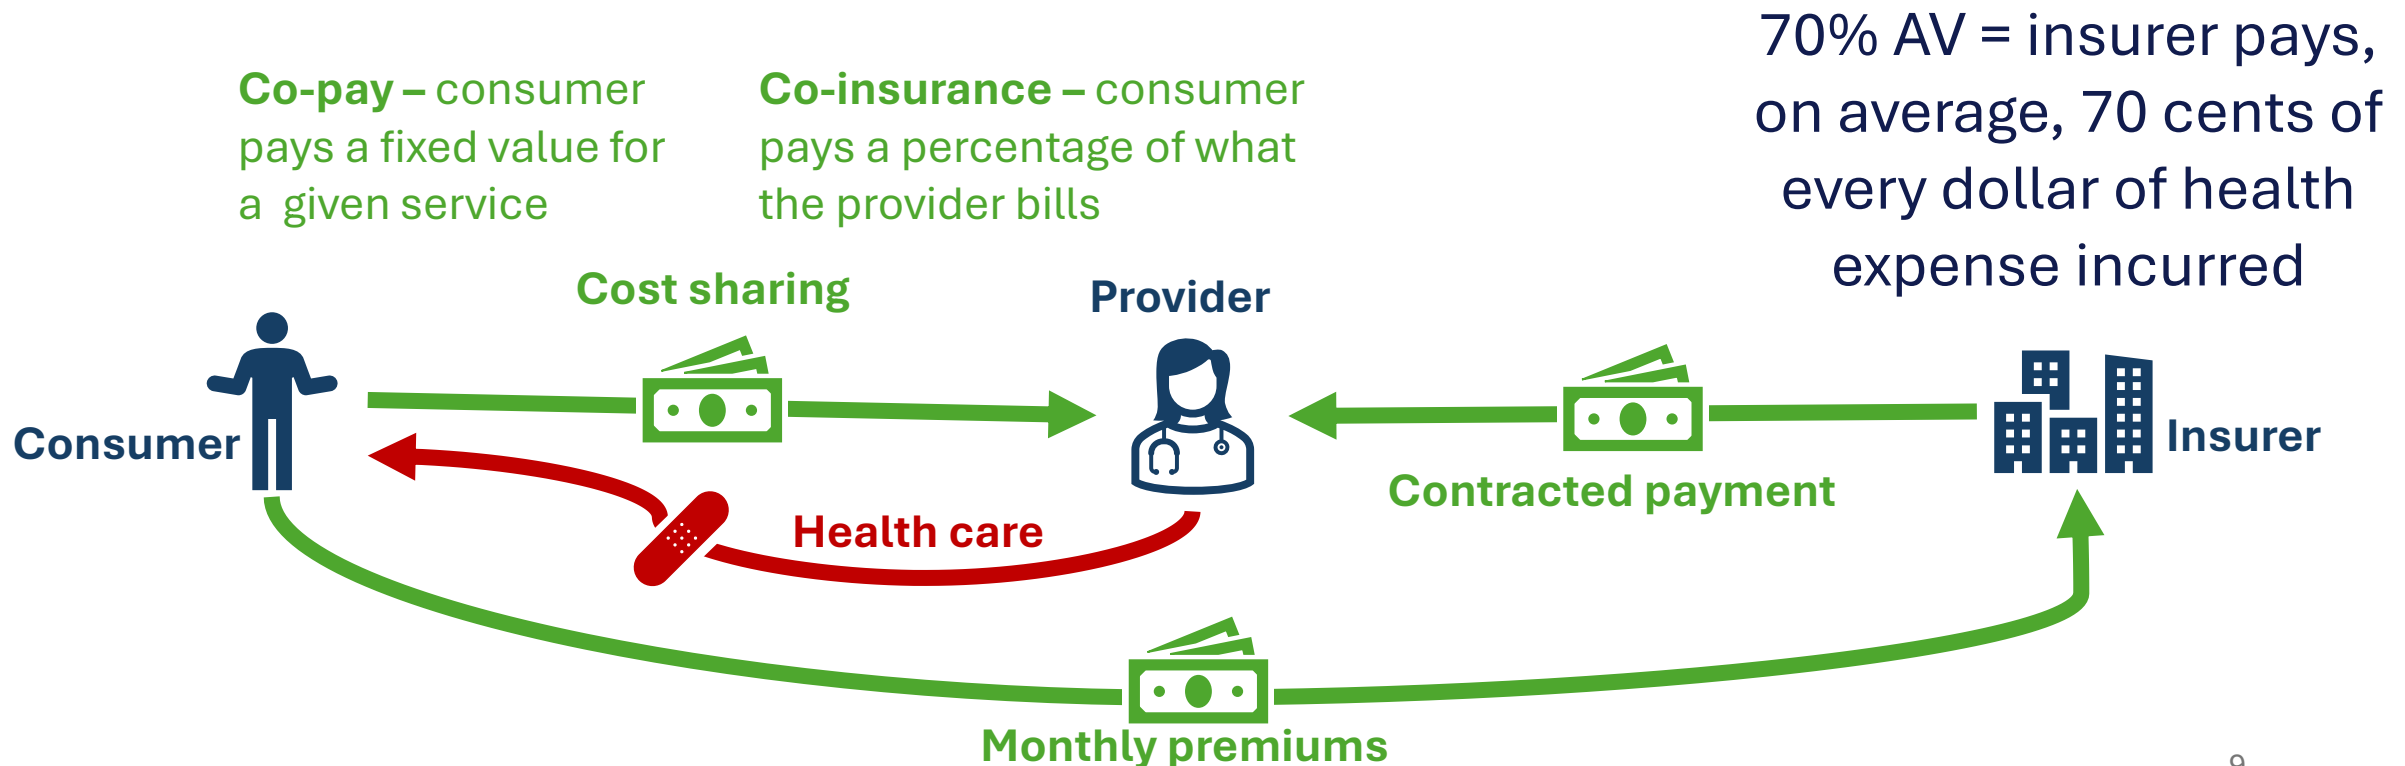 70% AV = insurer pays,
on average, 70 cents of
every dollar of health
expense incurred
Co-pay – consumer
pays a fixed value for
a given service
Co-insurance – consumer
pays a percentage of what
the provider bills
Cost sharing
Provider
Consumer
Insurer
Contracted payment
Health care
Monthly premiums
9